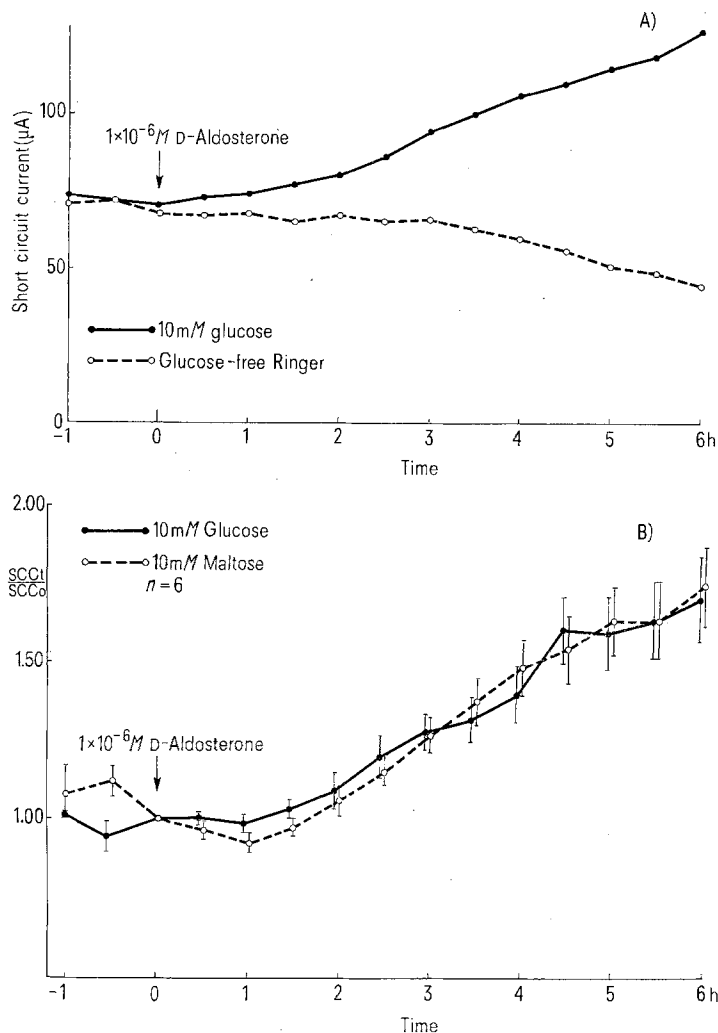 A)
Short circuit current(µA)
100
50
0
1×10⁻⁶M D-Aldosterone
10mM glucose
Glucose-free Ringer
-1 0 1 2 3 4 5 6h
Time
B)
2.00
1.50
1.00
SCCt
SCCo
10mM Glucose
10mM Maltose
n=6
1×10⁻⁶M D-Aldosterone
-1 0 1 2 3 4 5 6h
Time